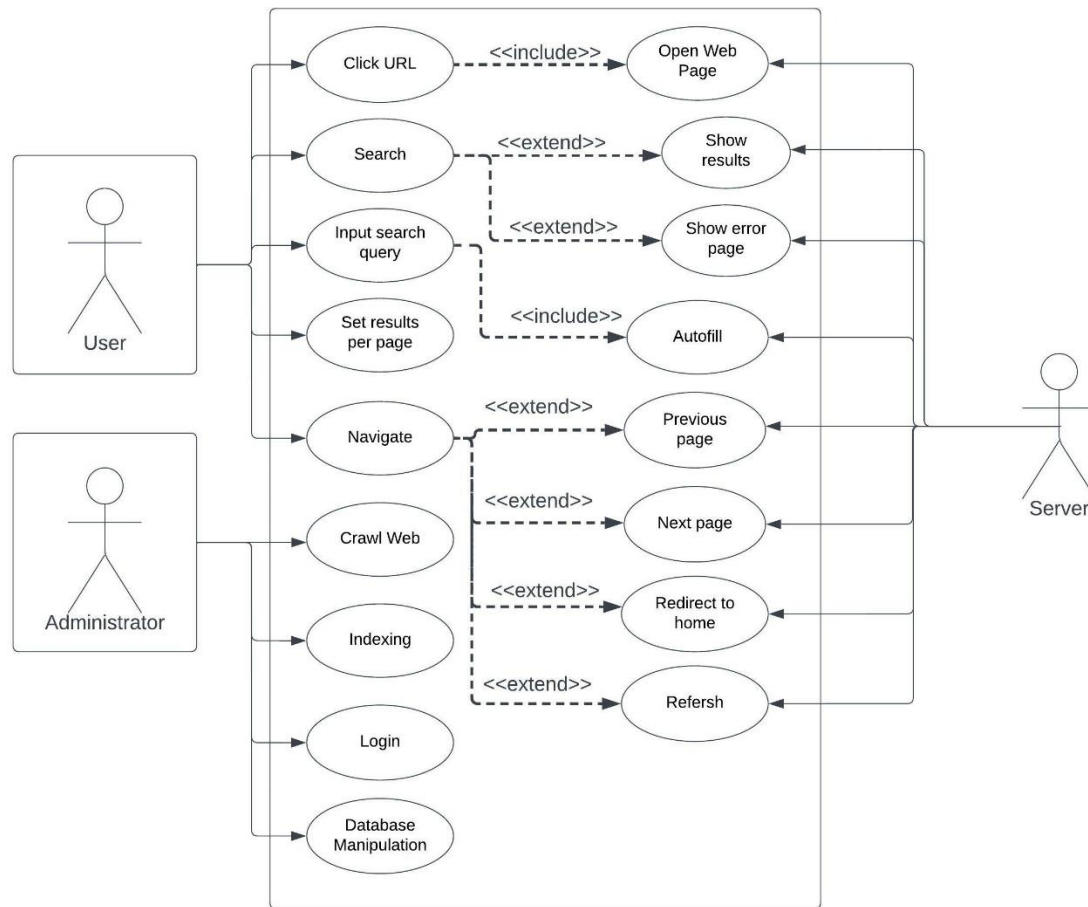 Click URL
<<include>>
Open Web
Page
Search
<<extend>>
Show
results
Input search
query
<<extend>>
Show error
page
User
Set results
per page
<<include>>
Autofill
Navigate
<<extend>>
Previous
page
Crawl Web
<<extend>>
Next page
Server
Administrator
Indexing
<<extend>>
Redirect to
home
<<extend>>
Refersh
Login
Database
Manipulation